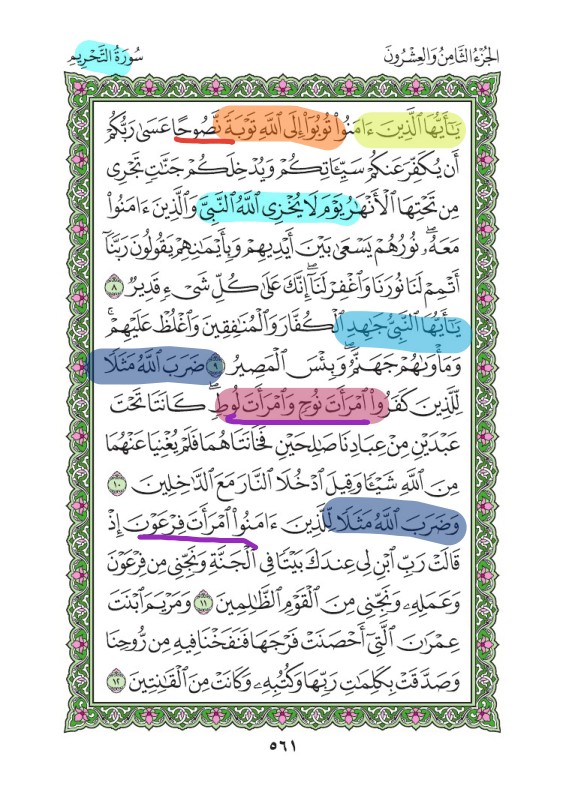 الجُزْءُ الثَّامِنُ وَالعِشْرُونَ
سُورَةُ التَّحْرِيمِ
يَٰٓأَيُّهَا ٱلَّذِينَ ءَامَنُوا۟ تُوبُوٓا۟ إِلَى ٱللَّهِ تَوْبَةً نَّصُوحًا عَسَىٰ رَبُّكُمْ
أَن يُكَفِّرَ عَنكُمْ سَيِّـَٔاتِكُمْ وَيُدْخِلَكُمْ جَنَّٰتٍ تَجْرِى
مِن تَحْتِهَا ٱلْأَنْهَٰرُ يَوْمَ لَا يُخْزِى ٱللَّهُ ٱلنَّبِىَّ وَٱلَّذِينَ ءَامَنُوا۟
مَعَهُۥ ۖ نُورُهُمْ يَسْعَىٰ بَيْنَ أَيْدِيهِمْ وَبِأَيْمَٰنِهِمْ يَقُولُونَ رَبَّنَآ
أَتْمِمْ لَنَا نُورَنَا وَٱغْفِرْ لَنَآ ۖ إِنَّكَ عَلَىٰ كُلِّ شَىْءٍ قَدِيرٌ ٨
يَٰٓأَيُّهَا ٱلنَّبِىُّ جَٰهِدِ ٱلْكُفَّارَ وَٱلْمُنَٰفِقِينَ وَٱغْلُظْ عَلَيْهِمْ ۚ
وَمَأْوَىٰهُمْ جَهَنَّمُ ۖ وَبِئْسَ ٱلْمَصِيرُ ٩ ضَرَبَ ٱللَّهُ مَثَلًا
لِّلَّذِينَ كَفَرُوا۟ ٱمْرَأَتَ نُوحٍ وَٱمْرَأَتَ لُوطٍ ۖ كَانَتَا تَحْتَ
عَبْدَيْنِ مِنْ عِبَادِنَا صَٰلِحَيْنِ فَخَانَتَاهُمَا فَلَمْ يُغْنِيَا عَنْهُمَا
مِنَ ٱللَّهِ شَيْـًٔا وَقِيلَ ٱدْخُلَا ٱلنَّارَ مَعَ ٱلدَّٰخِلِينَ ١٠
وَضَرَبَ ٱللَّهُ مَثَلًا لِّلَّذِينَ ءَامَنُوا۟ ٱمْرَأَتَ فِرْعَوْنَ إِذْ
قَالَتْ رَبِّ ٱبْنِ لِى عِندَكَ بَيْتًا فِى ٱلْجَنَّةِ وَنَجِّنِى مِن فِرْعَوْنَ
وَعَمَلِهِۦ وَنَجِّنِى مِنَ ٱلْقَوْمِ ٱلظَّٰلِمِينَ ١١ وَمَرْيَمَ ٱبْنَتَ
عِمْرَٰنَ ٱلَّتِىٓ أَحْصَنَتْ فَرْجَهَا فَنَفَخْنَا فِيهِ مِن رُّوحِنَا
وَصَدَّقَتْ بِكَلِمَٰتِ رَبِّهَا وَكُتُبِهِۦ وَكَانَتْ مِنَ ٱلْقَٰنِتِينَ ١٢
٥٦١